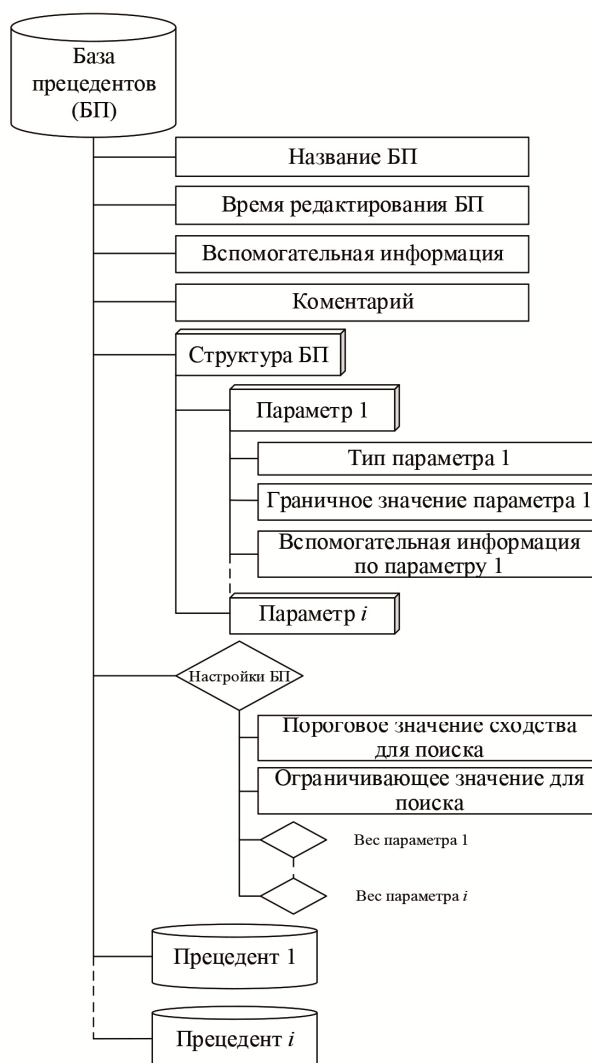 База
прецедентов
(БП)
Название БП
Время редактирования БП
Вспомогательная информация
Коментарий
Структура БП
Параметр 1
Тип параметра 1
Граничное значение параметра 1
Вспомогательная информация
по параметру 1
Параметр i
Настройки БП
Пороговое значение сходства
для поиска
Ограничивающее значение для
поиска
Вес параметра 1
Вес параметра i
Прецедент 1
Прецедент i